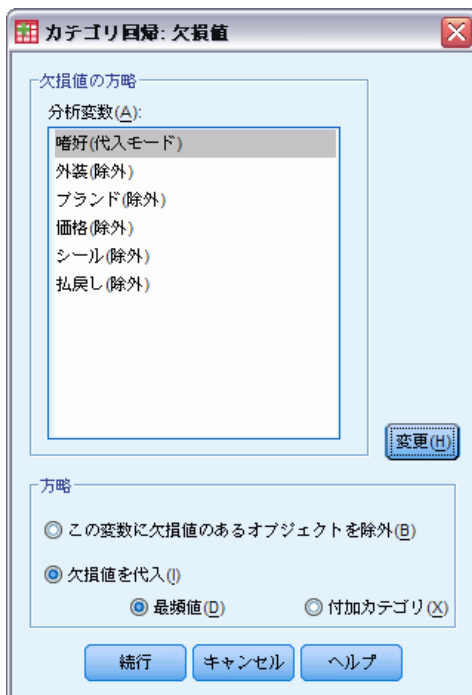 カテゴリ回帰: 欠損値
欠損値の方略
分析変数(A):
嗜好(代入モード)
外装(除外)
ブランド(除外)
価格(除外)
シール(除外)
払戻し(除外)
変更(H)
方略
この変数に欠損値のあるオブジェクトを除外(B)
欠損値を代入(I)
最頻値(D)
付加カテゴリ(X)
続行
キャンセル
ヘルプ